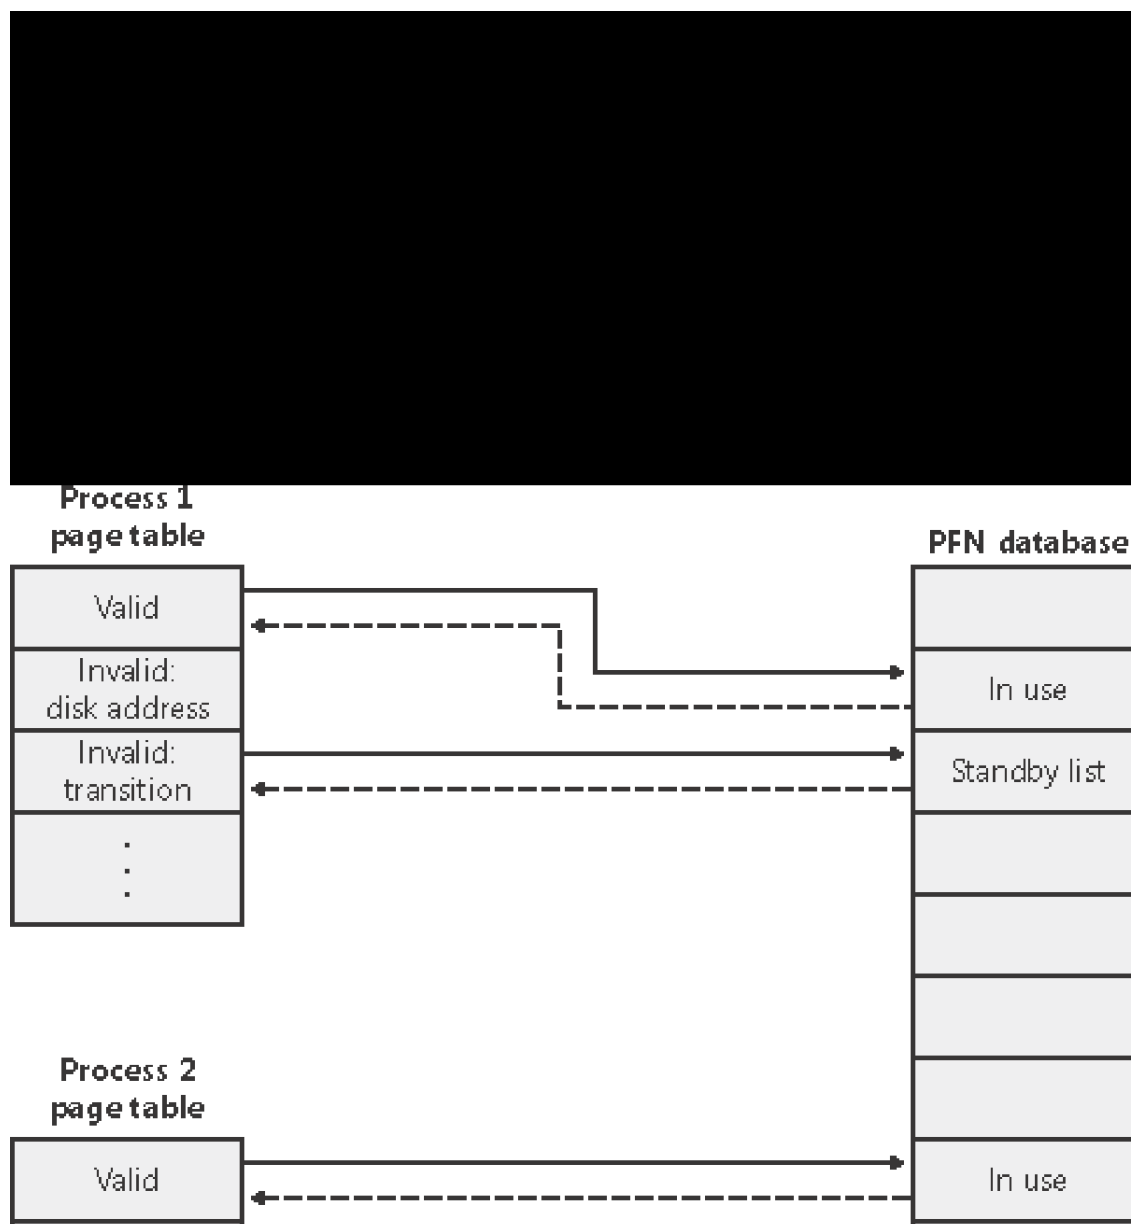 Process 1
page table
PFN database
Valid
Invalid:
disk address
In use
Invalid:
transition
Standby list
.
.
.
Process 2
page table
Valid
In use